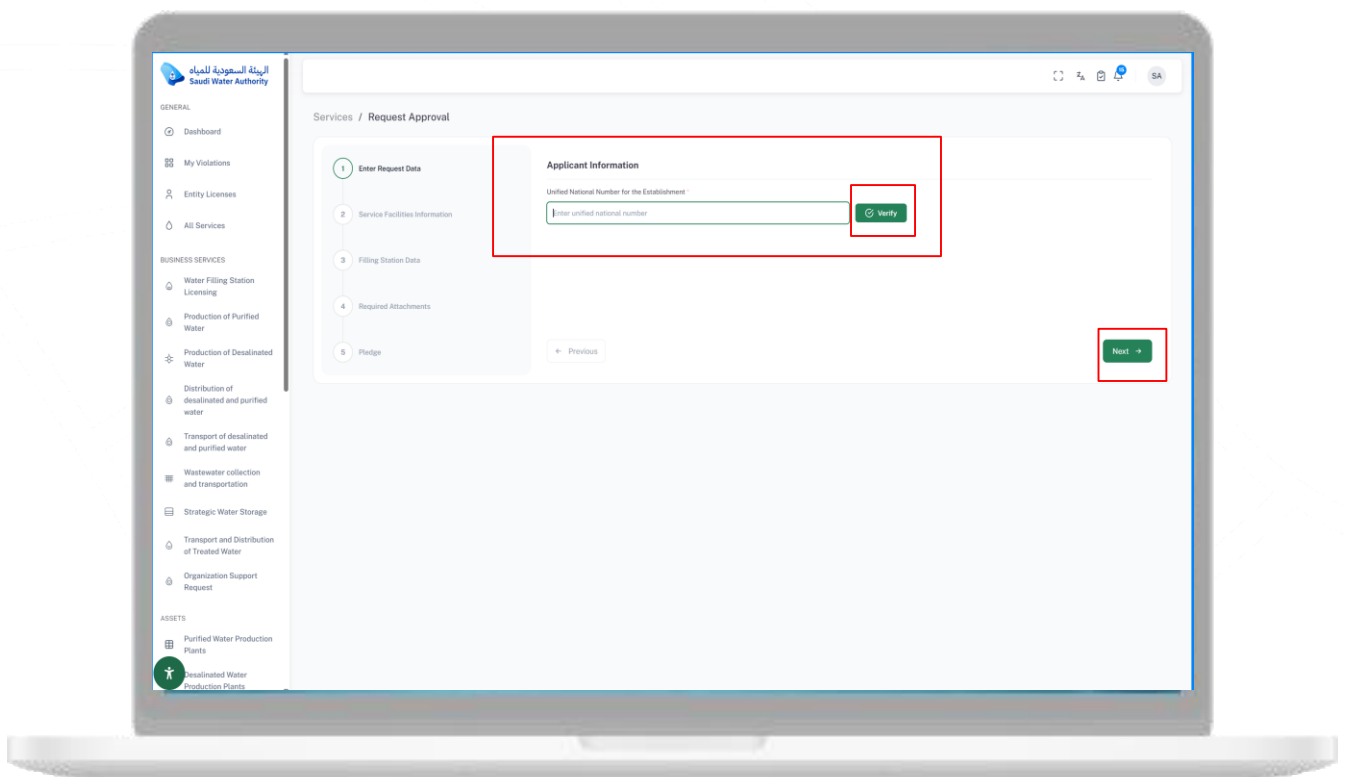 الهيئة السعودية للمياه
Saudi Water Authority
SA
GENERAL
Dashboard
My Violations
Entity Licenses
All Services
BUSINESS SERVICES
Water Filling Station
Licensing
Production of Purified
Water
Production of Desalinated
Water
Distribution of
desalinated and purified
water
Transport of desalinated
and purified water
Wastewater collection
and transportation
Strategic Water Storage
Transport and Distribution
of Treated Water
Organization Support
Request
ASSETS
Purified Water Production
Plants
Desalinated Water
Production Plants
Services / Request Approval
1 Enter Request Data
2 Service Facilities Information
3 Filling Station Data
4 Required Attachments
5 Pledge
Applicant Information
Unified National Number for the Establishment *
Enter unified national number
Verify
← Previous
Next →